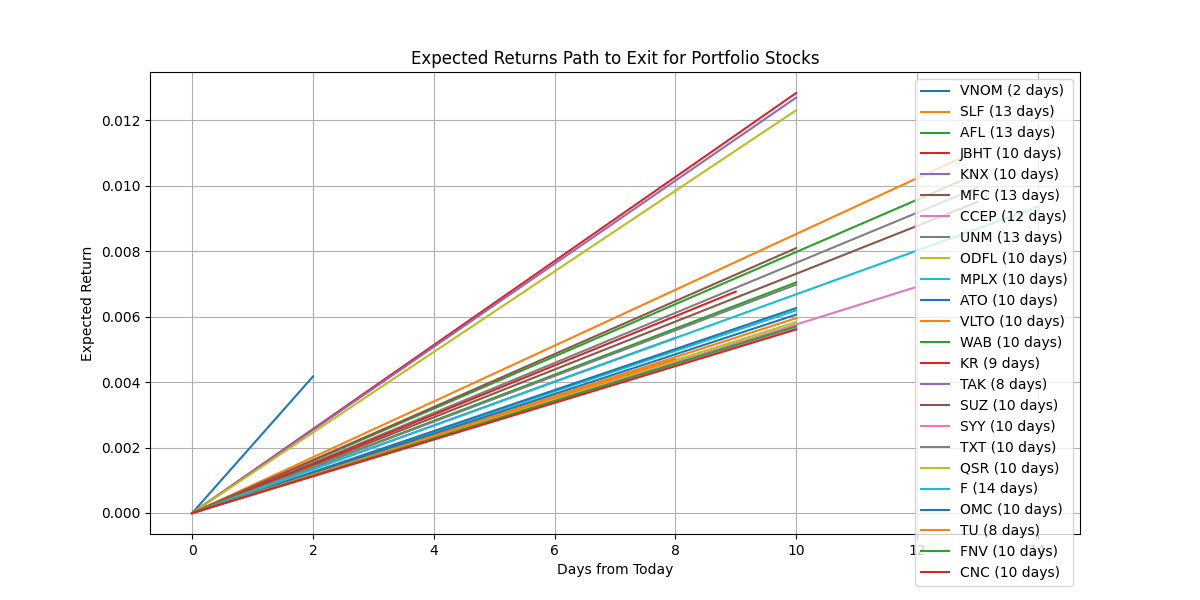 Expected Returns Path to Exit for Portfolio Stocks
Expected Return
0.012
0.010
0.008
0.006
0.004
0.002
0.000
0
2
4
6
8
10
12
14
Days from Today
VNOM (2 days)
SLF (13 days)
AFL (13 days)
JBHT (10 days)
KNX (10 days)
MFC (13 days)
CCEP (12 days)
UNM (13 days)
ODFL (10 days)
MPLX (10 days)
ATO (10 days)
VLTO (10 days)
WAB (10 days)
KR (9 days)
TAK (8 days)
SUZ (10 days)
SYY (10 days)
TXT (10 days)
QSR (10 days)
F (14 days)
OMC (10 days)
TU (8 days)
FNV (10 days)
CNC (10 days)